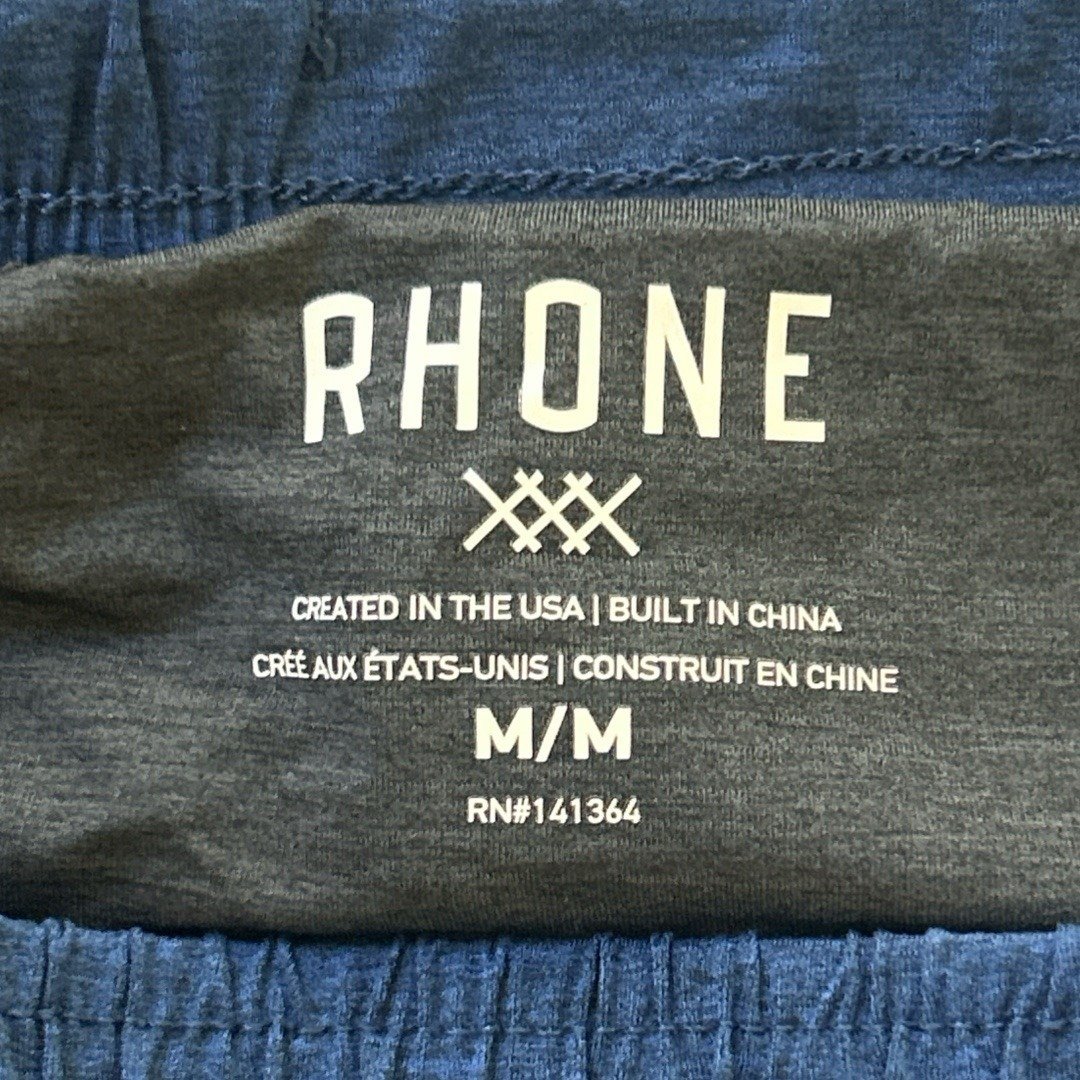 RHONE
CREATED IN THE USA | BUILT IN CHINA
CRÉÉ AUX ÉTATS-UNIS | CONSTRUIT EN CHINE
M/M
RN#141364